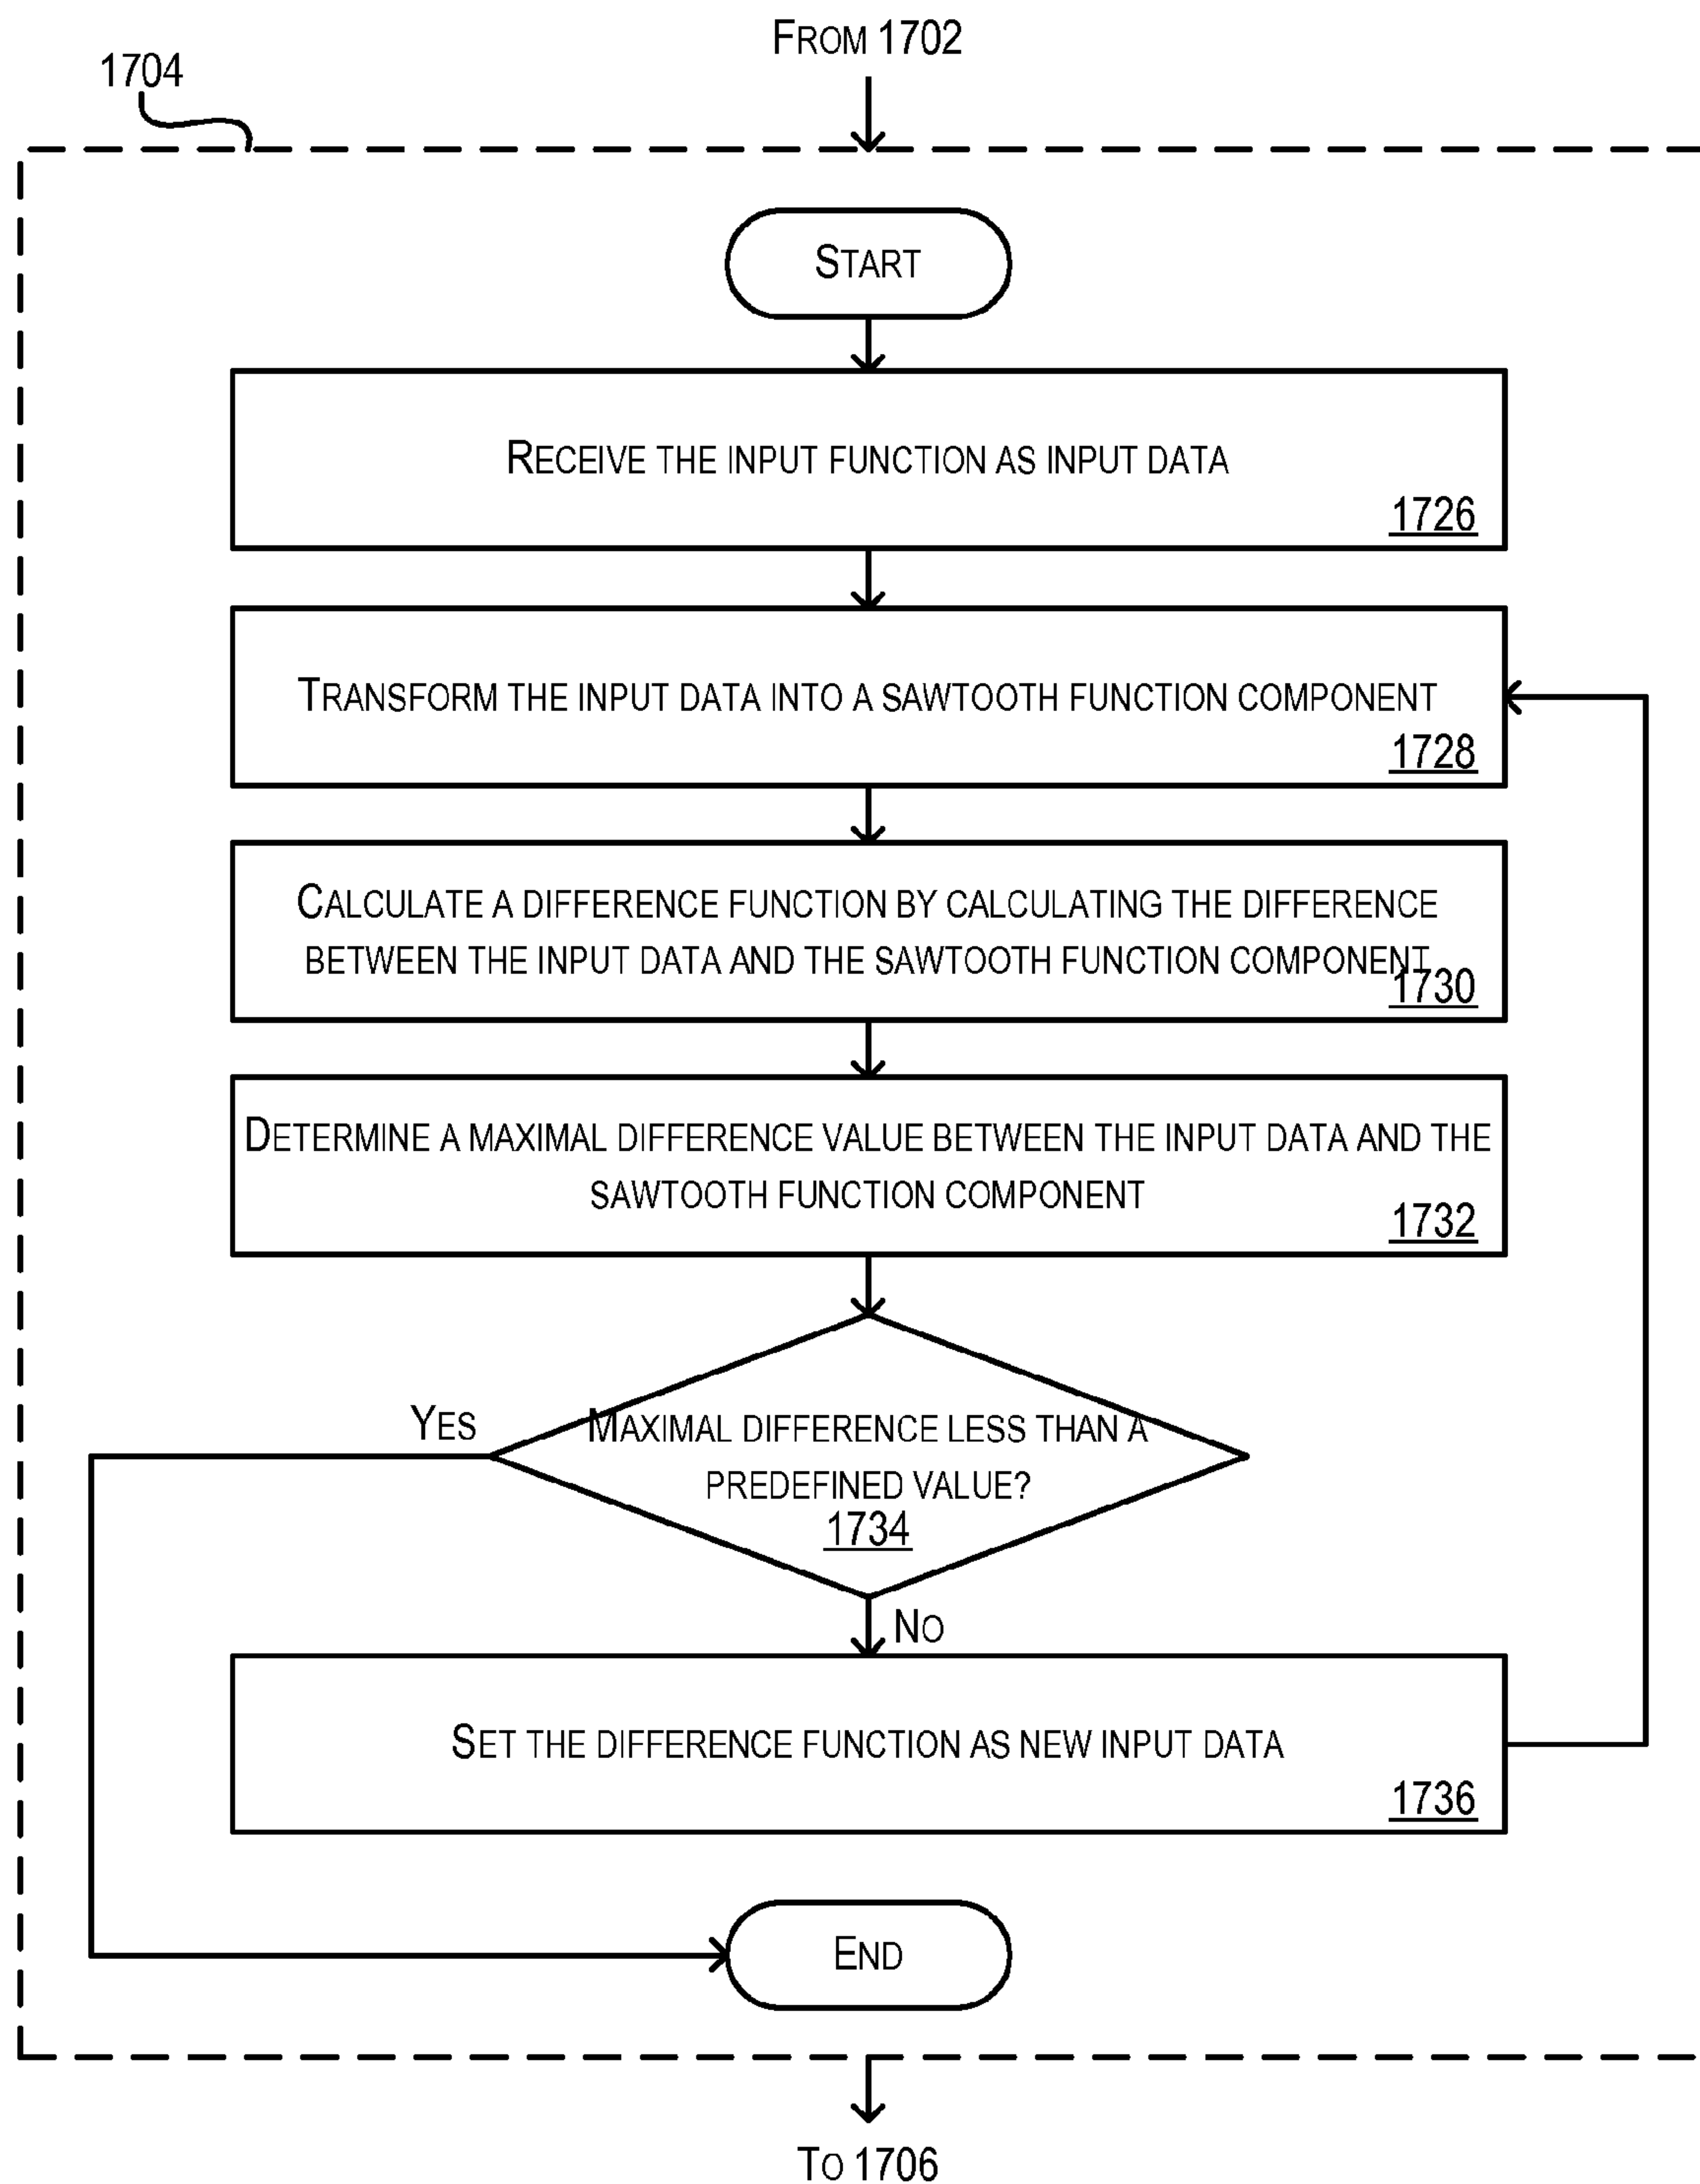 FROM 1702
1704
START
RECEIVE THE INPUT FUNCTION AS INPUT DATA
1726
TRANSFORM THE INPUT DATA INTO A SAWTOOTH FUNCTION COMPONENT
1728
CALCULATE A DIFFERENCE FUNCTION BY CALCULATING THE DIFFERENCE
BETWEEN THE INPUT DATA AND THE SAWTOOTH FUNCTION COMPONENT
1730
DETERMINE A MAXIMAL DIFFERENCE VALUE BETWEEN THE INPUT DATA AND THE
SAWTOOTH FUNCTION COMPONENT
1732
YES
MAXIMAL DIFFERENCE LESS THAN A
PREDEFINED VALUE?
1734
NO
SET THE DIFFERENCE FUNCTION AS NEW INPUT DATA
1736
END
TO 1706